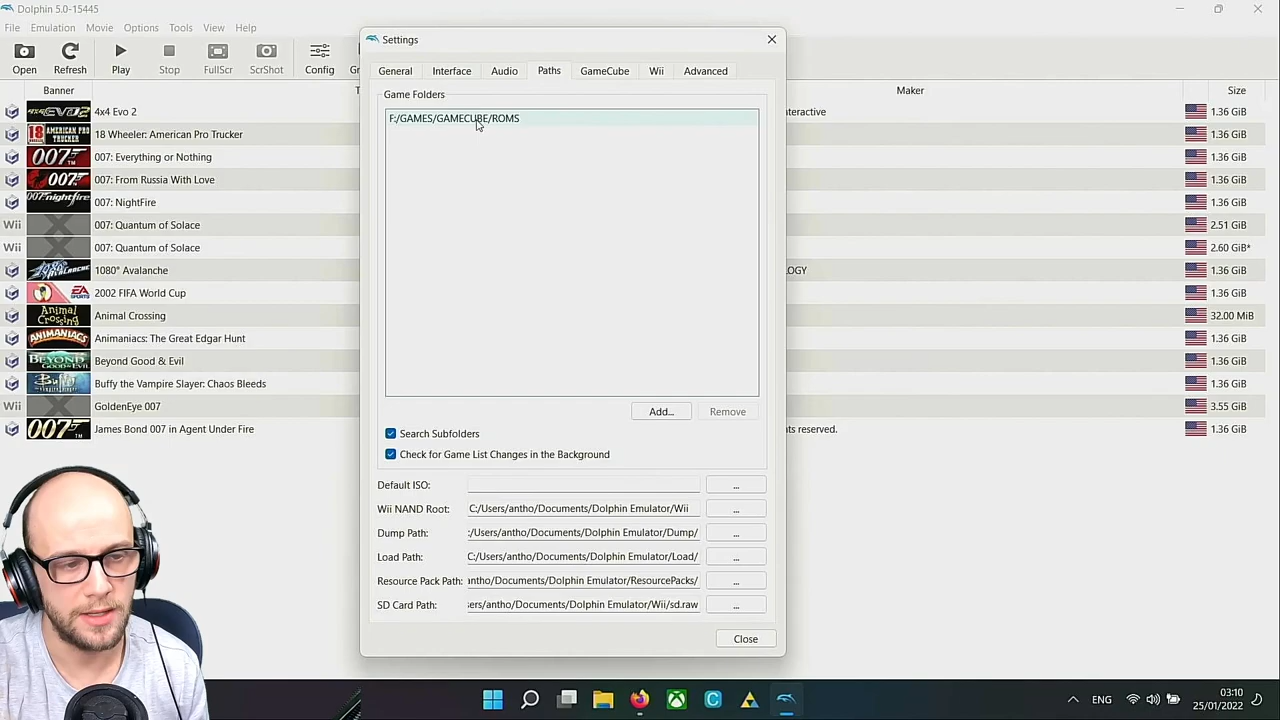 Dolphin 5.0-15445
File Emulation Movie Options Tools View Help
Open Refresh Play Stop FullScr ScrShot Config
Banner Maker Size
4x4 Evo 2 1.36 GiB
18 Wheeler: American Pro Trucker 1.36 GiB
007: Everything or Nothing 1.36 GiB
007: From Russia With Love 1.36 GiB
007: NightFire 1.36 GiB
Wii 007: Quantum of Solace 2.51 GiB
Wii 007: Quantum of Solace 2.60 GiB*
1080° Avalanche 1.36 GiB
2002 FIFA World Cup 1.36 GiB
Animal Crossing 32.00 MiB
Animaniacs: The Great Edgar Hunt 1.36 GiB
Beyond Good & Evil 1.36 GiB
Buffy the Vampire Slayer: Chaos Bleeds 1.36 GiB
Wii GoldenEye 007 3.55 GiB
James Bond 007 in Agent Under Fire 1.36 GiB
Settings
General Interface Audio Paths GameCube Wii Advanced
Game Folders
F:/GAMES/GAMECUBE/ROMS
Add... Remove
Search Subfolders
Check for Game List Changes in the Background
Default ISO: ...
Wii NAND Root: C:/Users/antho/Documents/Dolphin Emulator/Wii ...
Dump Path: :/Users/antho/Documents/Dolphin Emulator/Dump/ ...
Load Path: C:/Users/antho/Documents/Dolphin Emulator/Load/ ...
Resource Pack Path: antho/Documents/Dolphin Emulator/ResourcePacks/ ...
SD Card Path: sers/antho/Documents/Dolphin Emulator/Wii/sd.raw ...
Close
ENG
03:10
25/01/2022